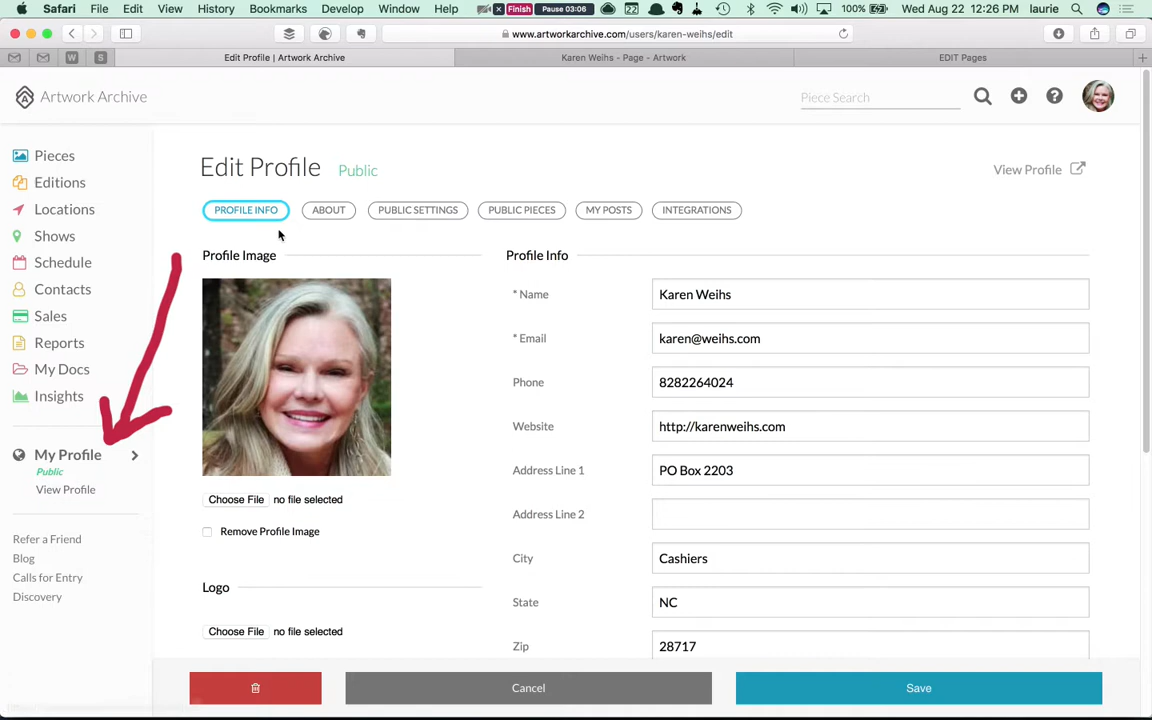 Safari File Edit View History Bookmarks Develop Window Help Finish Pause 03:06 22 100% Wed Aug 22 12:26 PM laurie
www.artworkarchive.com/users/karen-weihs/edit
W S Edit Profile | Artwork Archive Karen Weihs - Page - Artwork EDIT Pages
Artwork Archive Piece Search
Pieces
Editions
Locations
Shows
Schedule
Contacts
Sales
Reports
My Docs
Insights
My Profile
Public
View Profile
Refer a Friend
Blog
Calls for Entry
Discovery
Edit Profile Public View Profile
PROFILE INFO ABOUT PUBLIC SETTINGS PUBLIC PIECES MY POSTS INTEGRATIONS
Profile Image
Choose File no file selected
Remove Profile Image
Logo
Choose File no file selected
Profile Info
* Name Karen Weihs
* Email karen@weihs.com
Phone 8282264024
Website http://karenweihs.com
Address Line 1 PO Box 2203
Address Line 2
City Cashiers
State NC
Zip 28717
Cancel Save